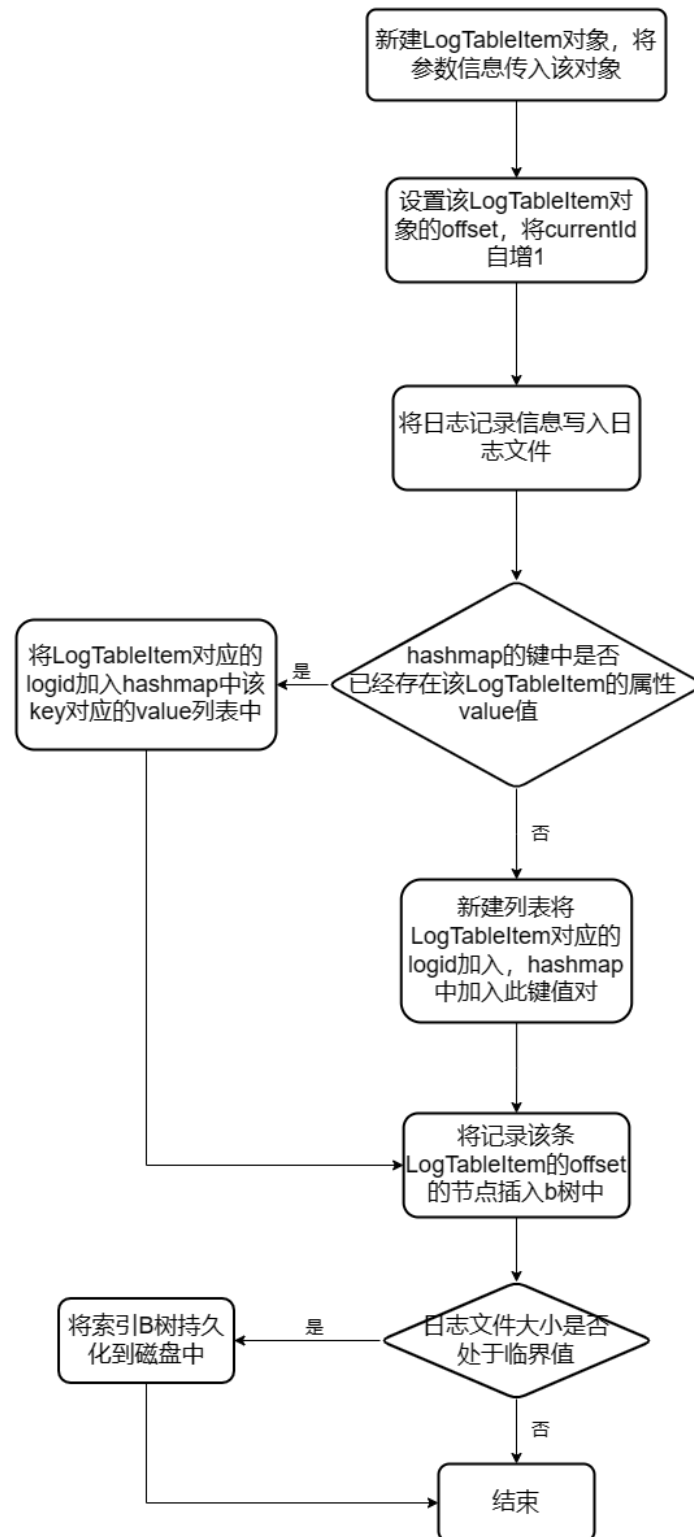 新建LogTableItem对象，将
参数信息传入该对象
设置该LogTableItem对
象的offset，将currentId
自增1
将日志记录信息写入日
志文件
hashmap的键中是否
已经存在该LogTableItem的属性
value值
是
将LogTableItem对应的
logid加入hashmap中该
key对应的value列表中
否
新建列表将
LogTableItem对应的
logid加入，hashmap
中加入此键值对
将记录该条
LogTableItem的offset
的节点插入b树中
日志文件大小是否
处于临界值
是
将索引B树持久
化到磁盘中
否
结束